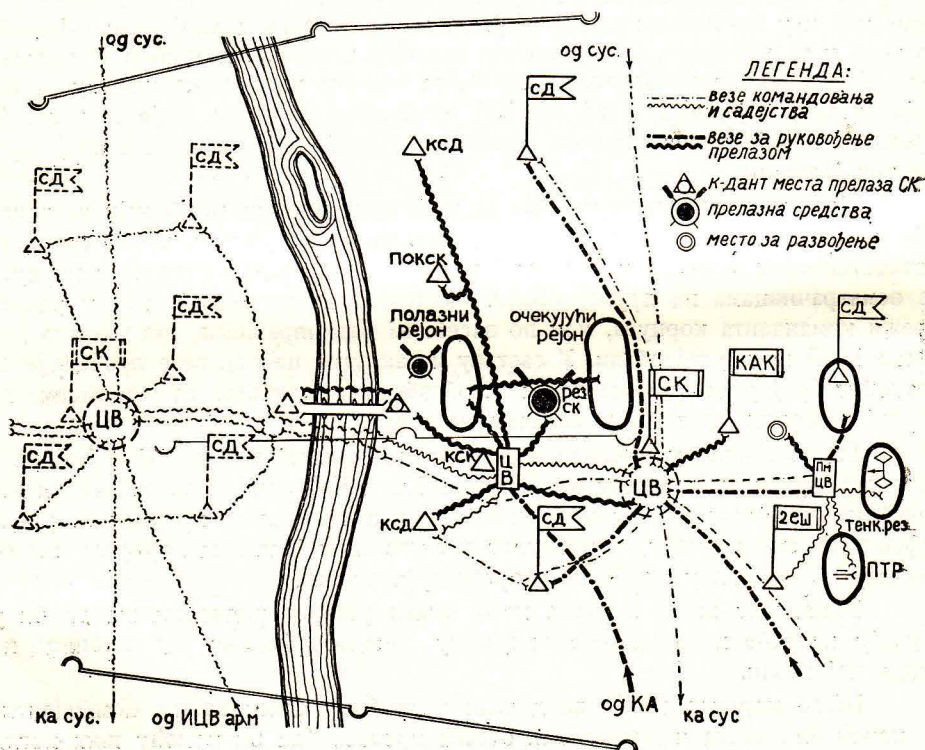 од сус.
од сус.
ЛЕГЕНДА:
везе командовања
и садејства
везе за руковођење
прелазом
к-дант места прелаза СК.
прелазна средства
место за развођење
СД
СД
СД
КСД
ПОКСК
полазни
рејон
очекујући
рејон
СД
СД
СК
СК
КАК
рез
СК
ЦВ
СД
СД
КСК
Ц
В
ЦВ
Пм
ЦВ
тенк. рез.
КСД
СД
2ЕШ
ПТР
ка сус.
од ИЦВ арм
од КА
ка сус